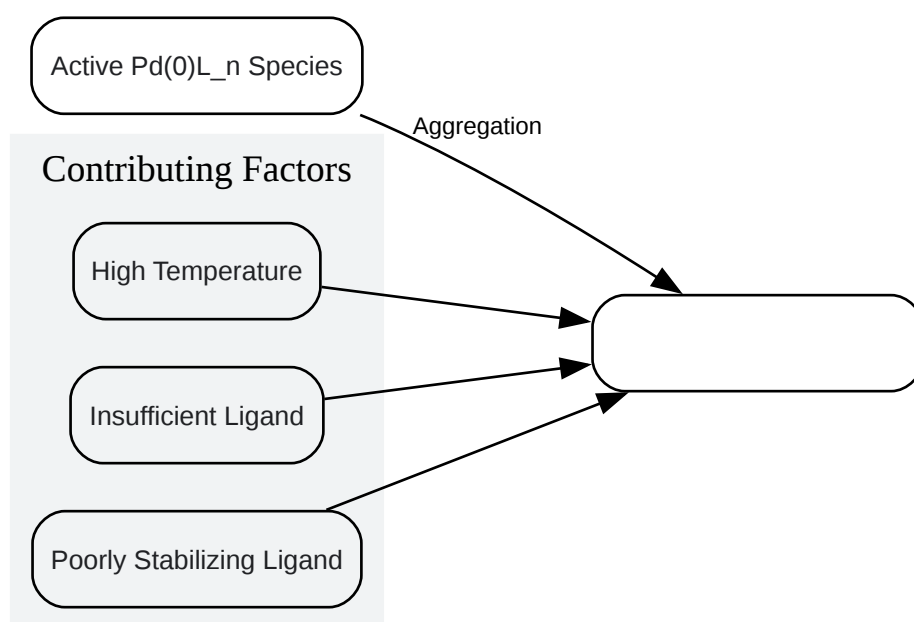 Active Pd(0)L_n Species
Aggregation
Contributing Factors
High Temperature
Insufficient Ligand
Poorly Stabilizing Ligand